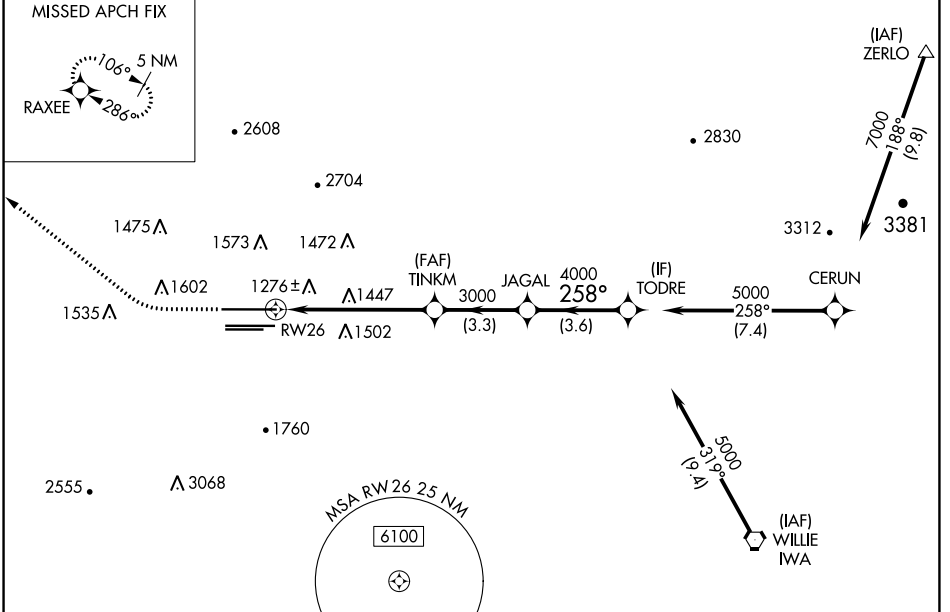 MISSED APCH FIX
106°
5 NM
RAXEE
286°
(IAF)
ZERLO
7000
188°
(9.8)
2608
2830
2704
3312
3381
1475
1573
1472
(FAF)
TINKM
JAGAL
4000
258°
(IF)
TODRE
CERUN
1602
1276±
1447
3000
5000
258°
1535
RW26
1502
(3.3)
(3.6)
(7.4)
1760
5000
319°
(9.4)
2555
3068
MSA RW26 25 NM
6100
(IAF)
WILLIE
IWA